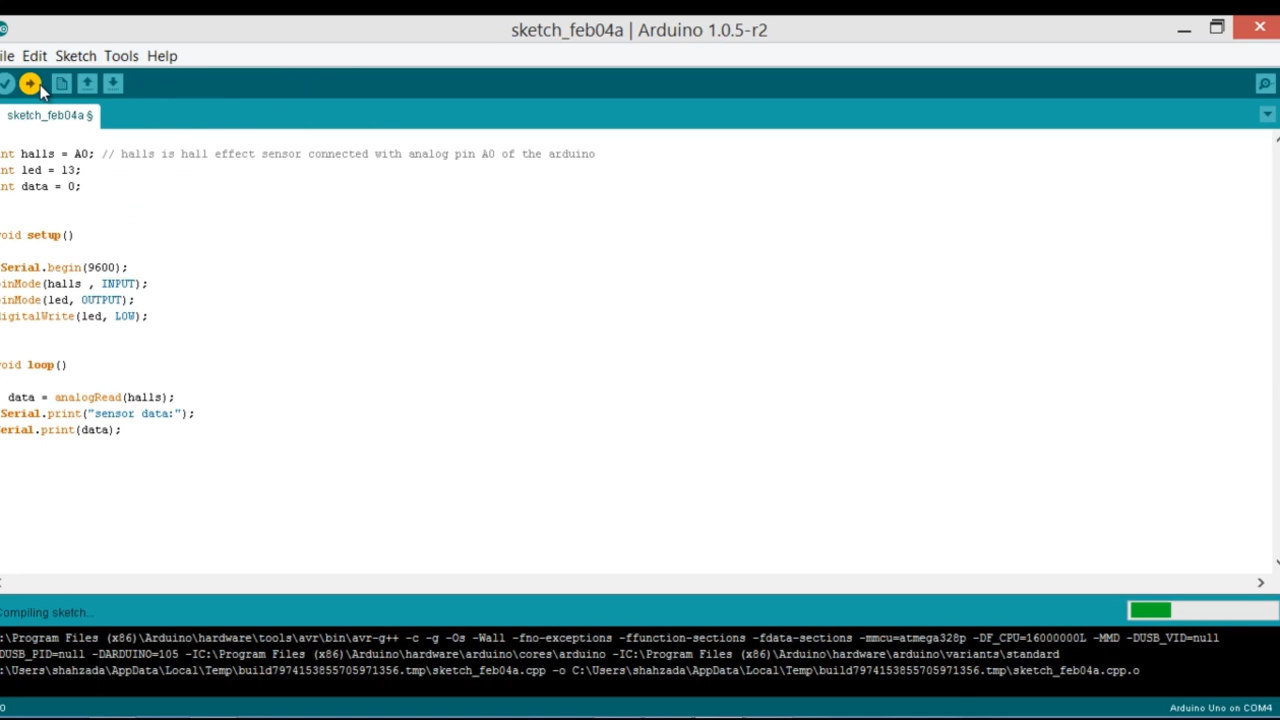 sketch_feb04a | Arduino 1.0.5-r2
ile Edit Sketch Tools Help
sketch_feb04a §
nt halls = A0; // halls is hall effect sensor connected with analog pin A0 of the arduino
nt led = 13;
nt data = 0;
oid setup()
Serial.begin(9600);
inMode(halls , INPUT);
inMode(led, OUTPUT);
igitalWrite(led, LOW);
oid loop()
data = analogRead(halls);
Serial.print("sensor data:");
erial.print(data);
Compiling sketch...
:\Program Files (x86)\Arduino\hardware\tools\avr\bin\avr-g++ -c -g -Os -Wall -fno-exceptions -ffunction-sections -fdata-sections -mmcu=atmega328p -DF_CPU=16000000L -MMD -DUSB_VID=null
DUSB_PID=null -DARDUINO=105 -IC:\Program Files (x86)\Arduino\hardware\arduino\cores\arduino -IC:\Program Files (x86)\Arduino\hardware\arduino\variants\standard
:\Users\shahzada\AppData\Local\Temp\build7974153855705971356.tmp\sketch_feb04a.cpp -o C:\Users\shahzada\AppData\Local\Temp\build7974153855705971356.tmp\sketch_feb04a.cpp.o
0 Arduino Uno on COM4